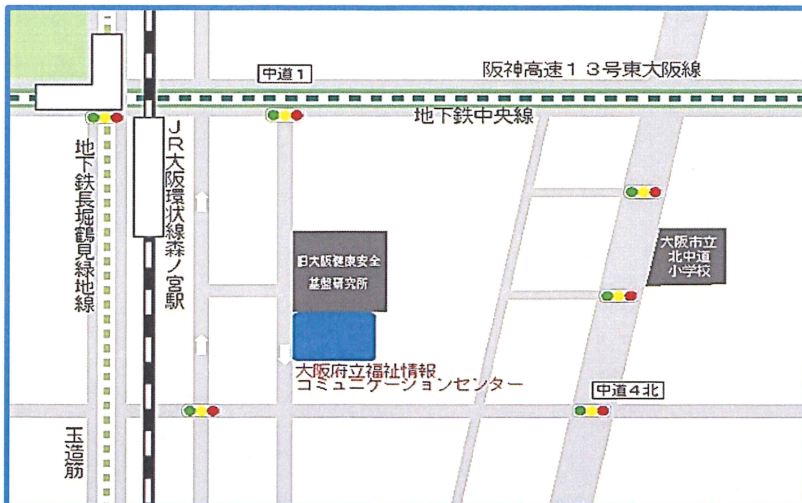 阪神高速13号東大阪線
中道1
地下鉄中央線
地下鉄長堀鶴見緑地線
JR大阪環状線森ノ宮駅
旧大阪健康安全
基盤研究所
大阪市立
北中道
小学校
大阪府立福祉情報
コミュニケーションセンター
中道4北
玉造筋